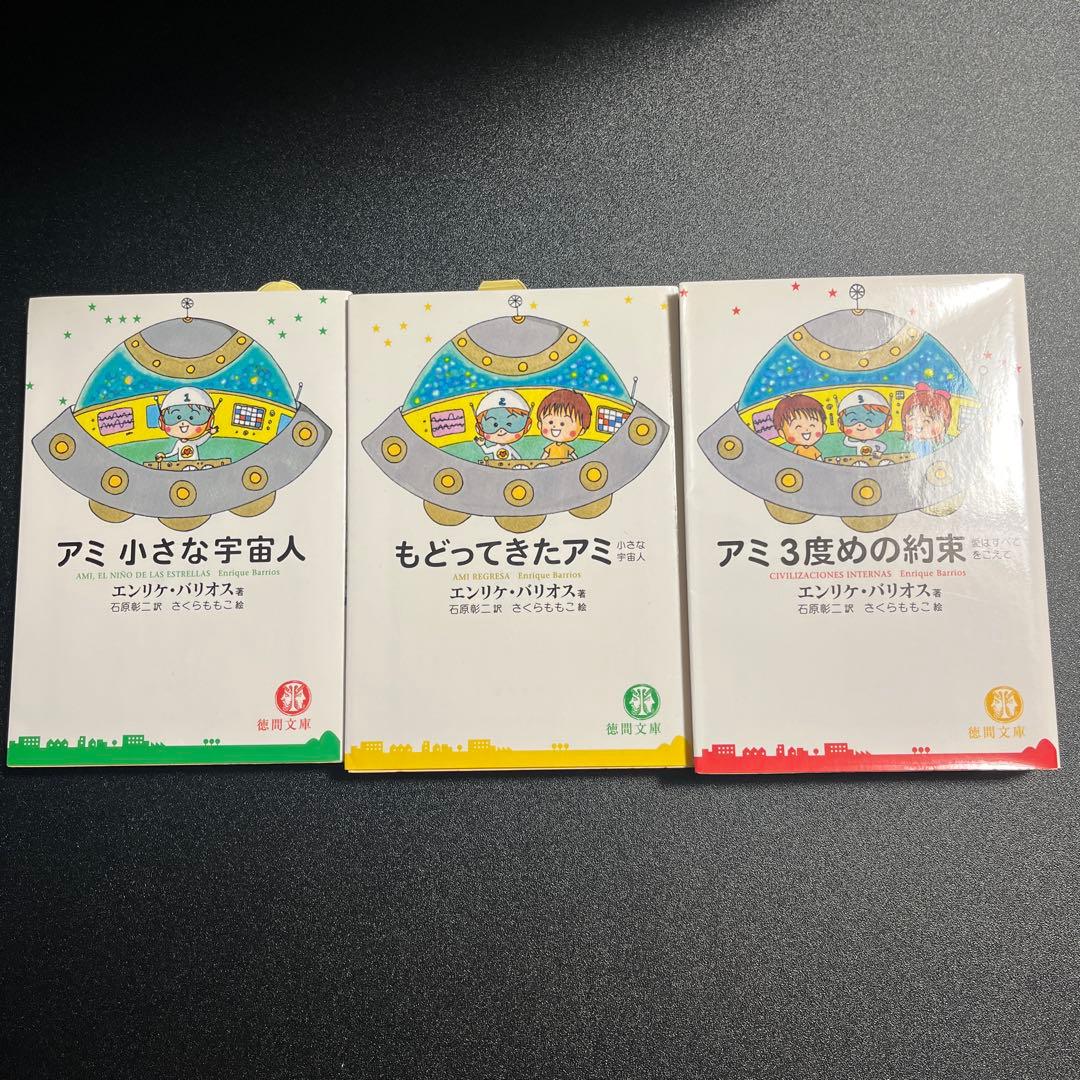 1
アミ 小さな宇宙人
AMI, EL NIÑO DE LAS ESTRELLAS Enrique Barrios
エンリケ・バリオス 著
石原彰二 訳 さくらももこ 絵
徳間文庫
2
もどってきたアミ 小さな
宇宙人
AMI REGRESA Enrique Barrios
エンリケ・バリオス 著
石原彰二 訳 さくらももこ 絵
徳間文庫
3
アミ 3度めの約束 愛はすべて
をこえて
CIVILIZACIONES INTERNAS Enrique Barrios
エンリケ・バリオス 著
石原彰二 訳 さくらももこ 絵
徳間文庫